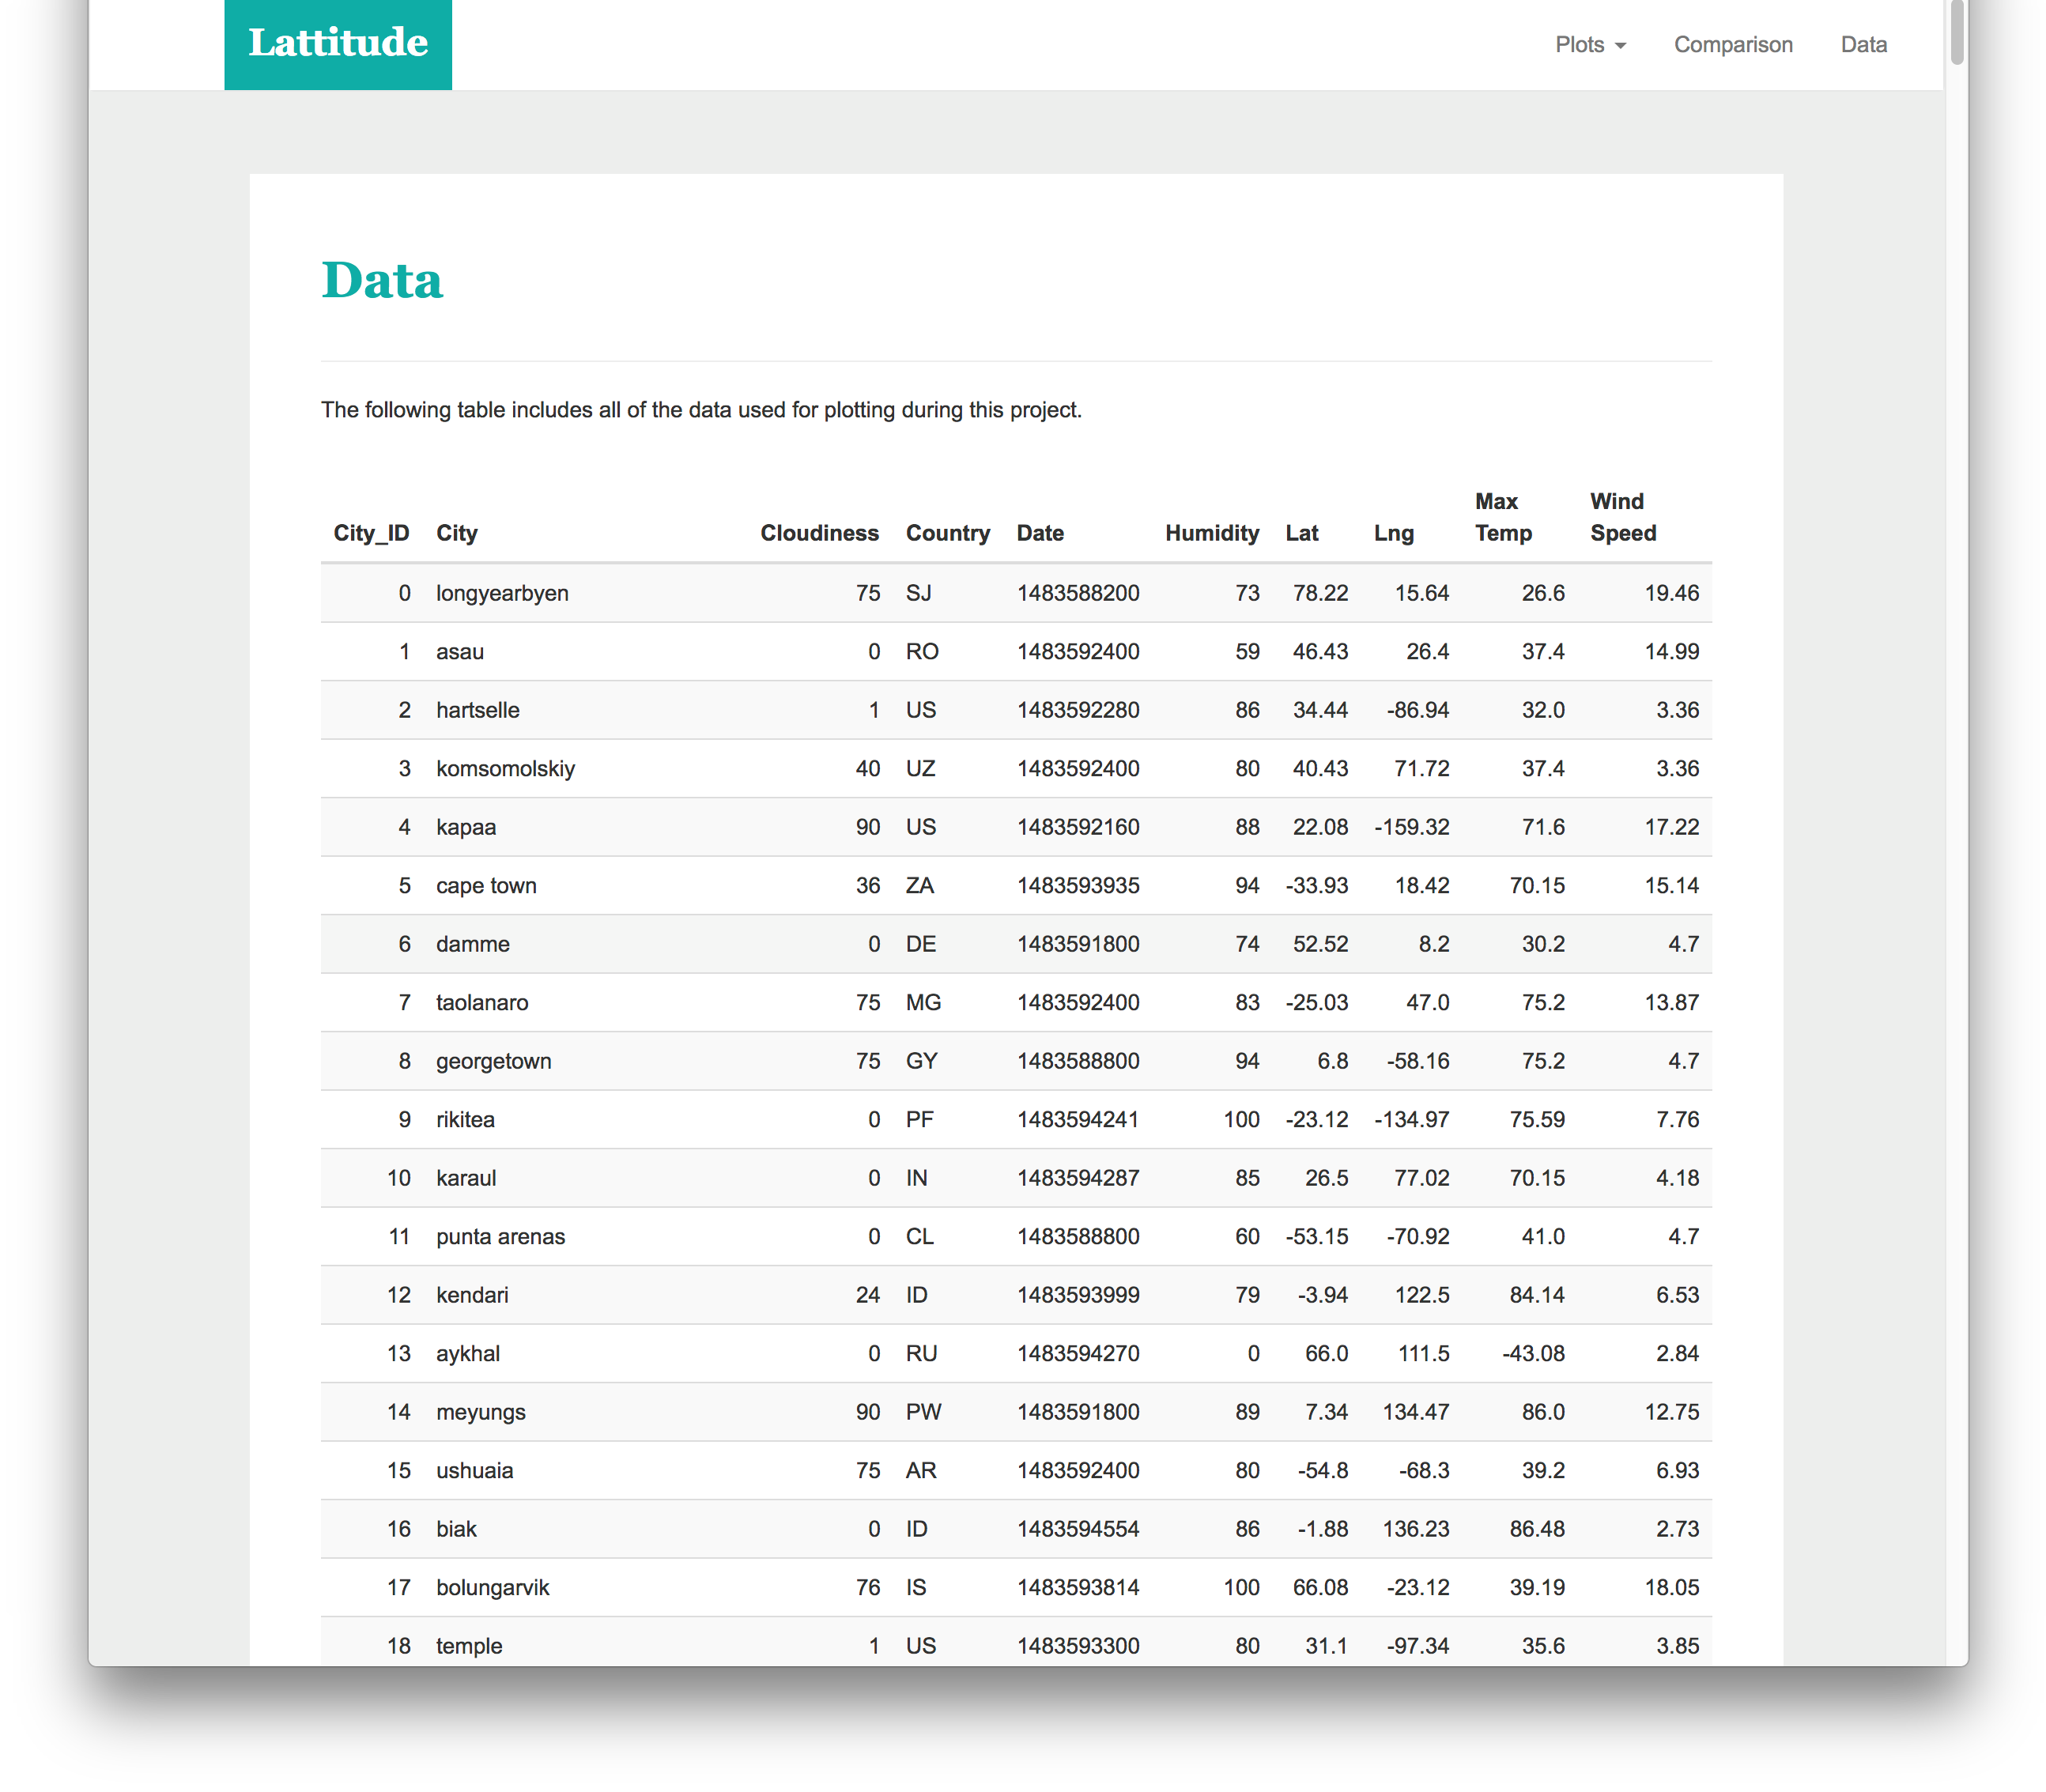 Lattitude Plots Comparison Data
Data
The following table includes all of the data used for plotting during this project.
City_ID City Cloudiness Country Date Humidity Lat Lng Max Temp Wind Speed
0 longyearbyen 75 SJ 1483588200 73 78.22 15.64 26.6 19.46
1 asau 0 RO 1483592400 59 46.43 26.4 37.4 14.99
2 hartselle 1 US 1483592280 86 34.44 -86.94 32.0 3.36
3 komsomolskiy 40 UZ 1483592400 80 40.43 71.72 37.4 3.36
4 kapaa 90 US 1483592160 88 22.08 -159.32 71.6 17.22
5 cape town 36 ZA 1483593935 94 -33.93 18.42 70.15 15.14
6 damme 0 DE 1483591800 74 52.52 8.2 30.2 4.7
7 taolanaro 75 MG 1483592400 83 -25.03 47.0 75.2 13.87
8 georgetown 75 GY 1483588800 94 6.8 -58.16 75.2 4.7
9 rikitea 0 PF 1483594241 100 -23.12 -134.97 75.59 7.76
10 karaul 0 IN 1483594287 85 26.5 77.02 70.15 4.18
11 punta arenas 0 CL 1483588800 60 -53.15 -70.92 41.0 4.7
12 kendari 24 ID 1483593999 79 -3.94 122.5 84.14 6.53
13 aykhal 0 RU 1483594270 0 66.0 111.5 -43.08 2.84
14 meyungs 90 PW 1483591800 89 7.34 134.47 86.0 12.75
15 ushuaia 75 AR 1483592400 80 -54.8 -68.3 39.2 6.93
16 biak 0 ID 1483594554 86 -1.88 136.23 86.48 2.73
17 bolungarvik 76 IS 1483593814 100 66.08 -23.12 39.19 18.05
18 temple 1 US 1483593300 80 31.1 -97.34 35.6 3.85